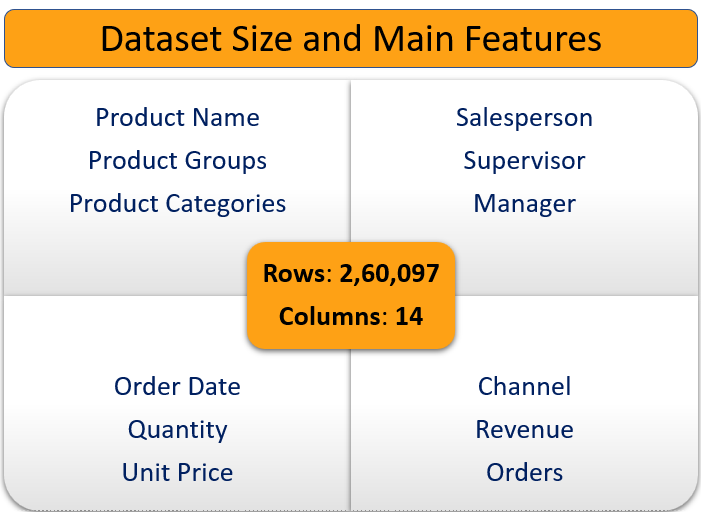 Dataset Size and Main Features
Product Name
Product Groups
Product Categories
Salesperson
Supervisor
Manager
Rows: 2,60,097
Columns: 14
Order Date
Quantity
Unit Price
Channel
Revenue
Orders